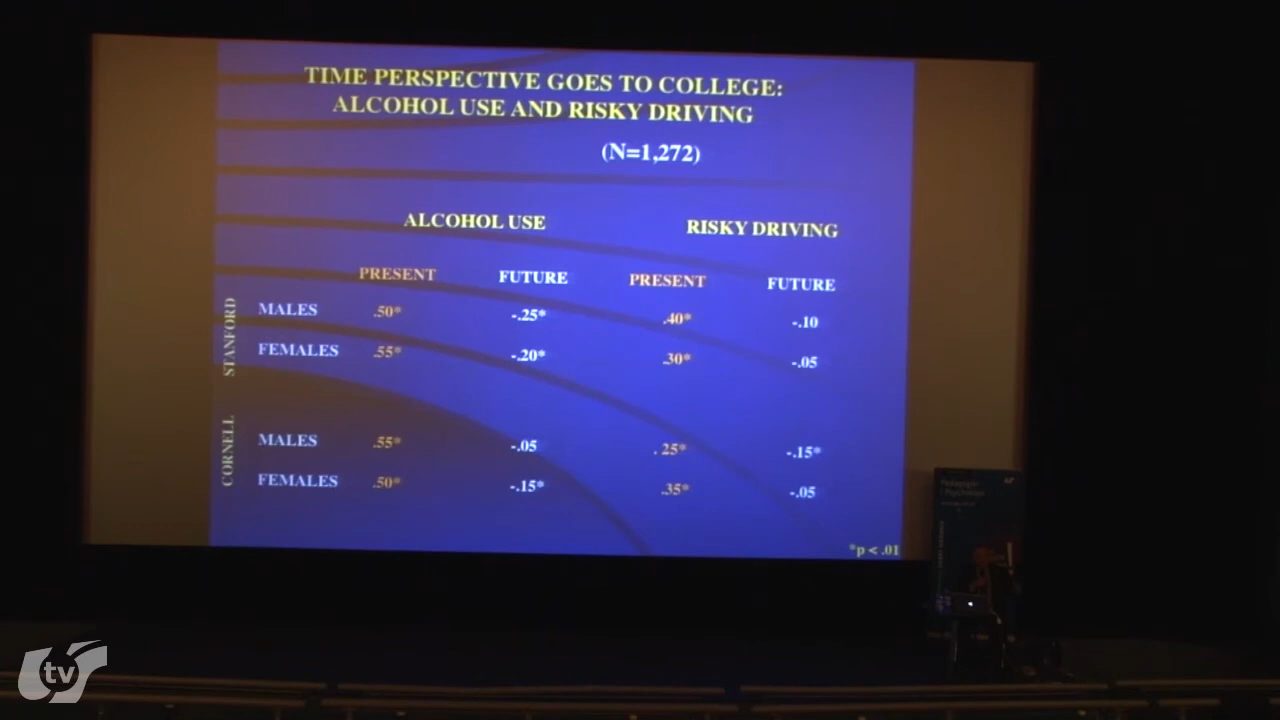 TIME PERSPECTIVE GOES TO COLLEGE:
ALCOHOL USE AND RISKY DRIVING
(N=1,272)
ALCOHOL USE RISKY DRIVING
PRESENT FUTURE PRESENT FUTURE
STANFORD
MALES .50* -.25* .40* -.10
FEMALES .55* -.20* .30* -.05
CORNELL
MALES .55* -.05 .25* -.15*
FEMALES .50* -.15* .35* -.05
*p < .01
tv